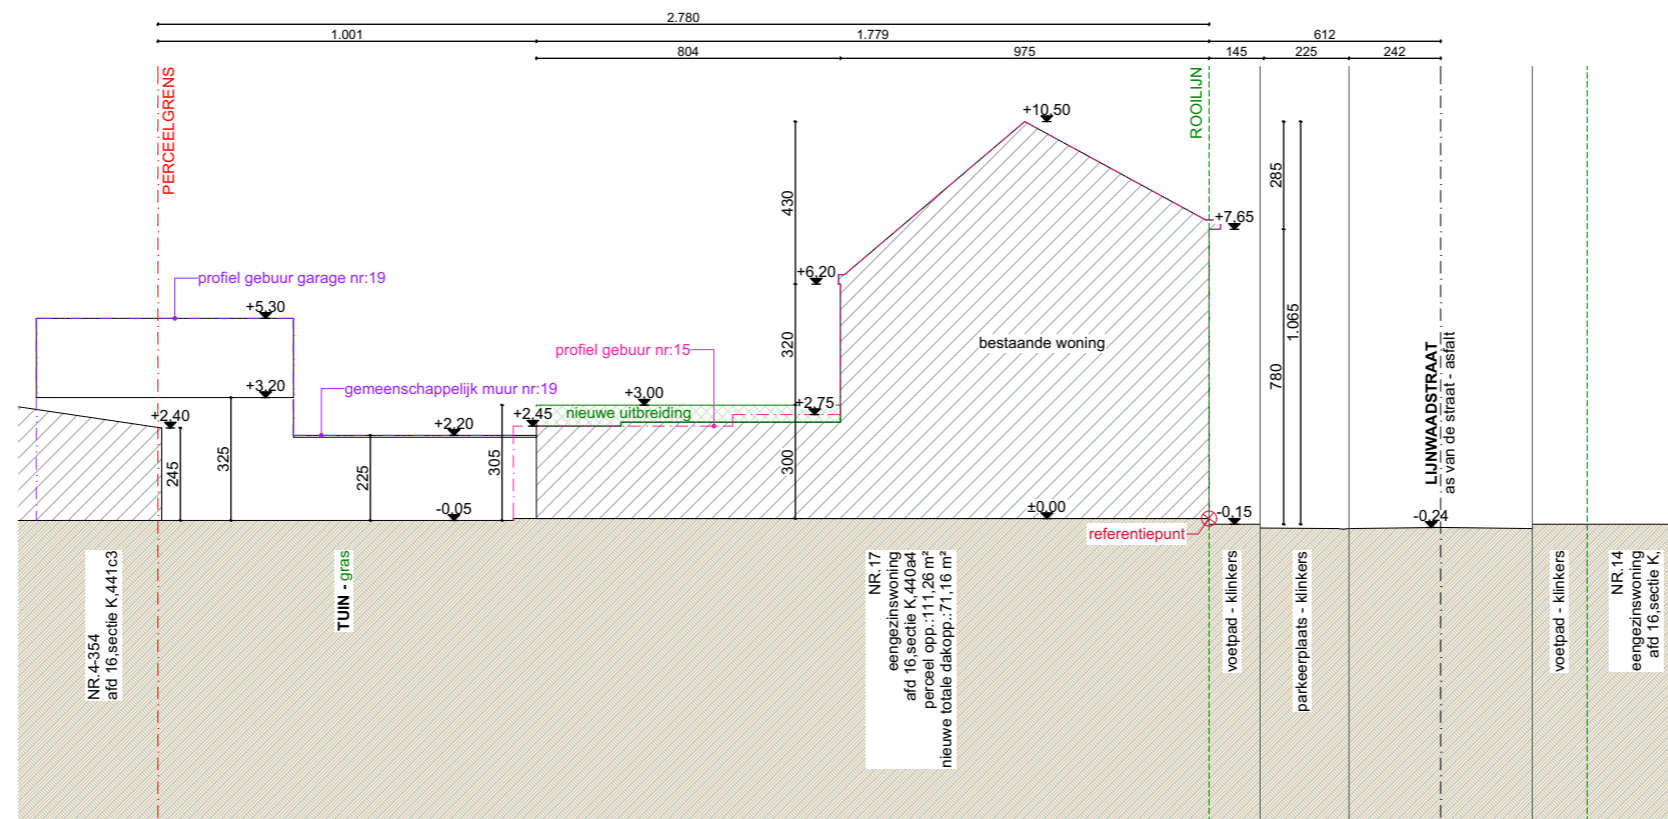 2.780
1.001
1.779
612
804
975
145
225
242
PERCEELGRENS
ROOILIJN
+10,50
285
430
1.065
+7,65
+6,20
profiel gebuur garage nr:19
+5,30
bestaande woning
320
profiel gebuur nr:15
LIJNWAADSTRAAT
as van de straat - asfalt
780
+3,20
gemeenschappelijk muur nr:19
+3,00
nieuwe uitbreiding
+2,75
+2,40
+2,45
+2,20
245
325
225
305
300
-0,05
±0,00
-0,15
-0,24
referentiepunt
NR.4-354
afd 16,sectie K,441c3
TUIN - gras
NR.17
eengezinswoning
afd 16,sectie K,440a4
perceel opp.:111,26 m²
nieuwe totale dakopp.:71,16 m²
voetpad - klinkers
parkeerplaats - klinkers
voetpad - klinkers
NR.14
eengezinswoning
afd 16,sectie K,